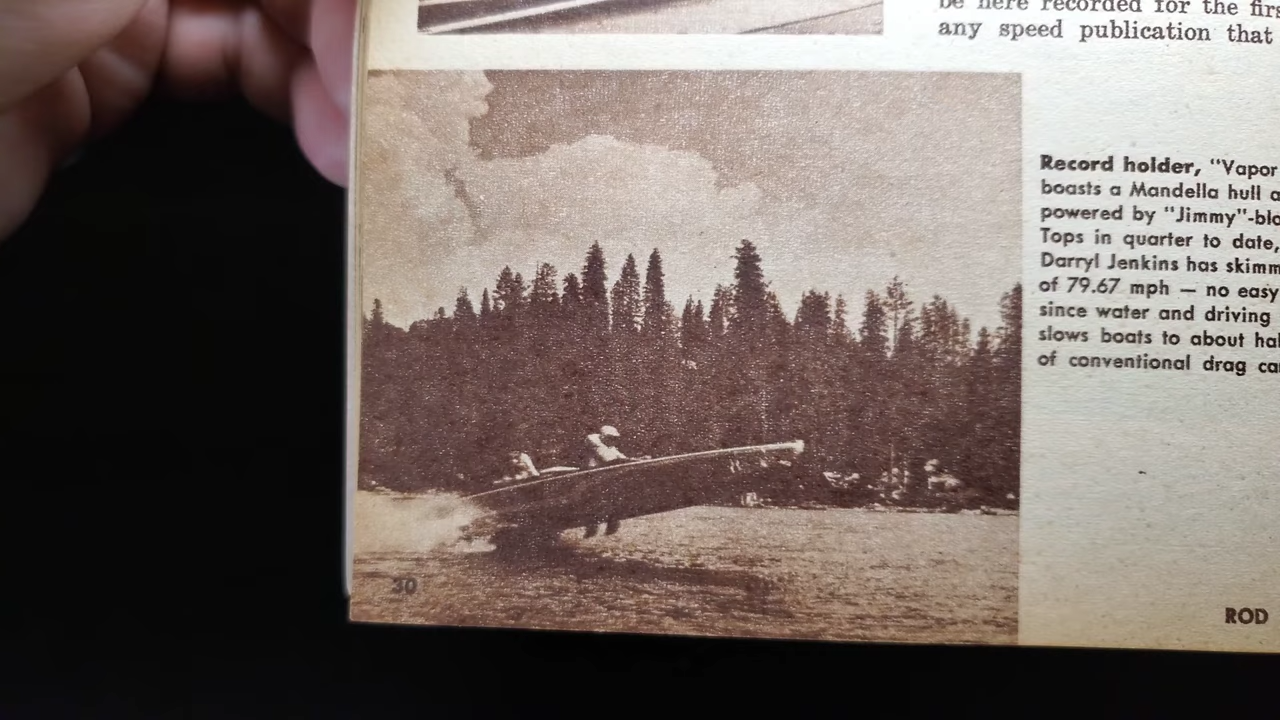 be here recorded for the firs
any speed publication that
Record holder, "Vapor
boasts a Mandella hull a
powered by "Jimmy"-blo
Tops in quarter to date,
Darryl Jenkins has skimm
of 79.67 mph — no easy
since water and driving
slows boats to about hal
of conventional drag ca
30
ROD